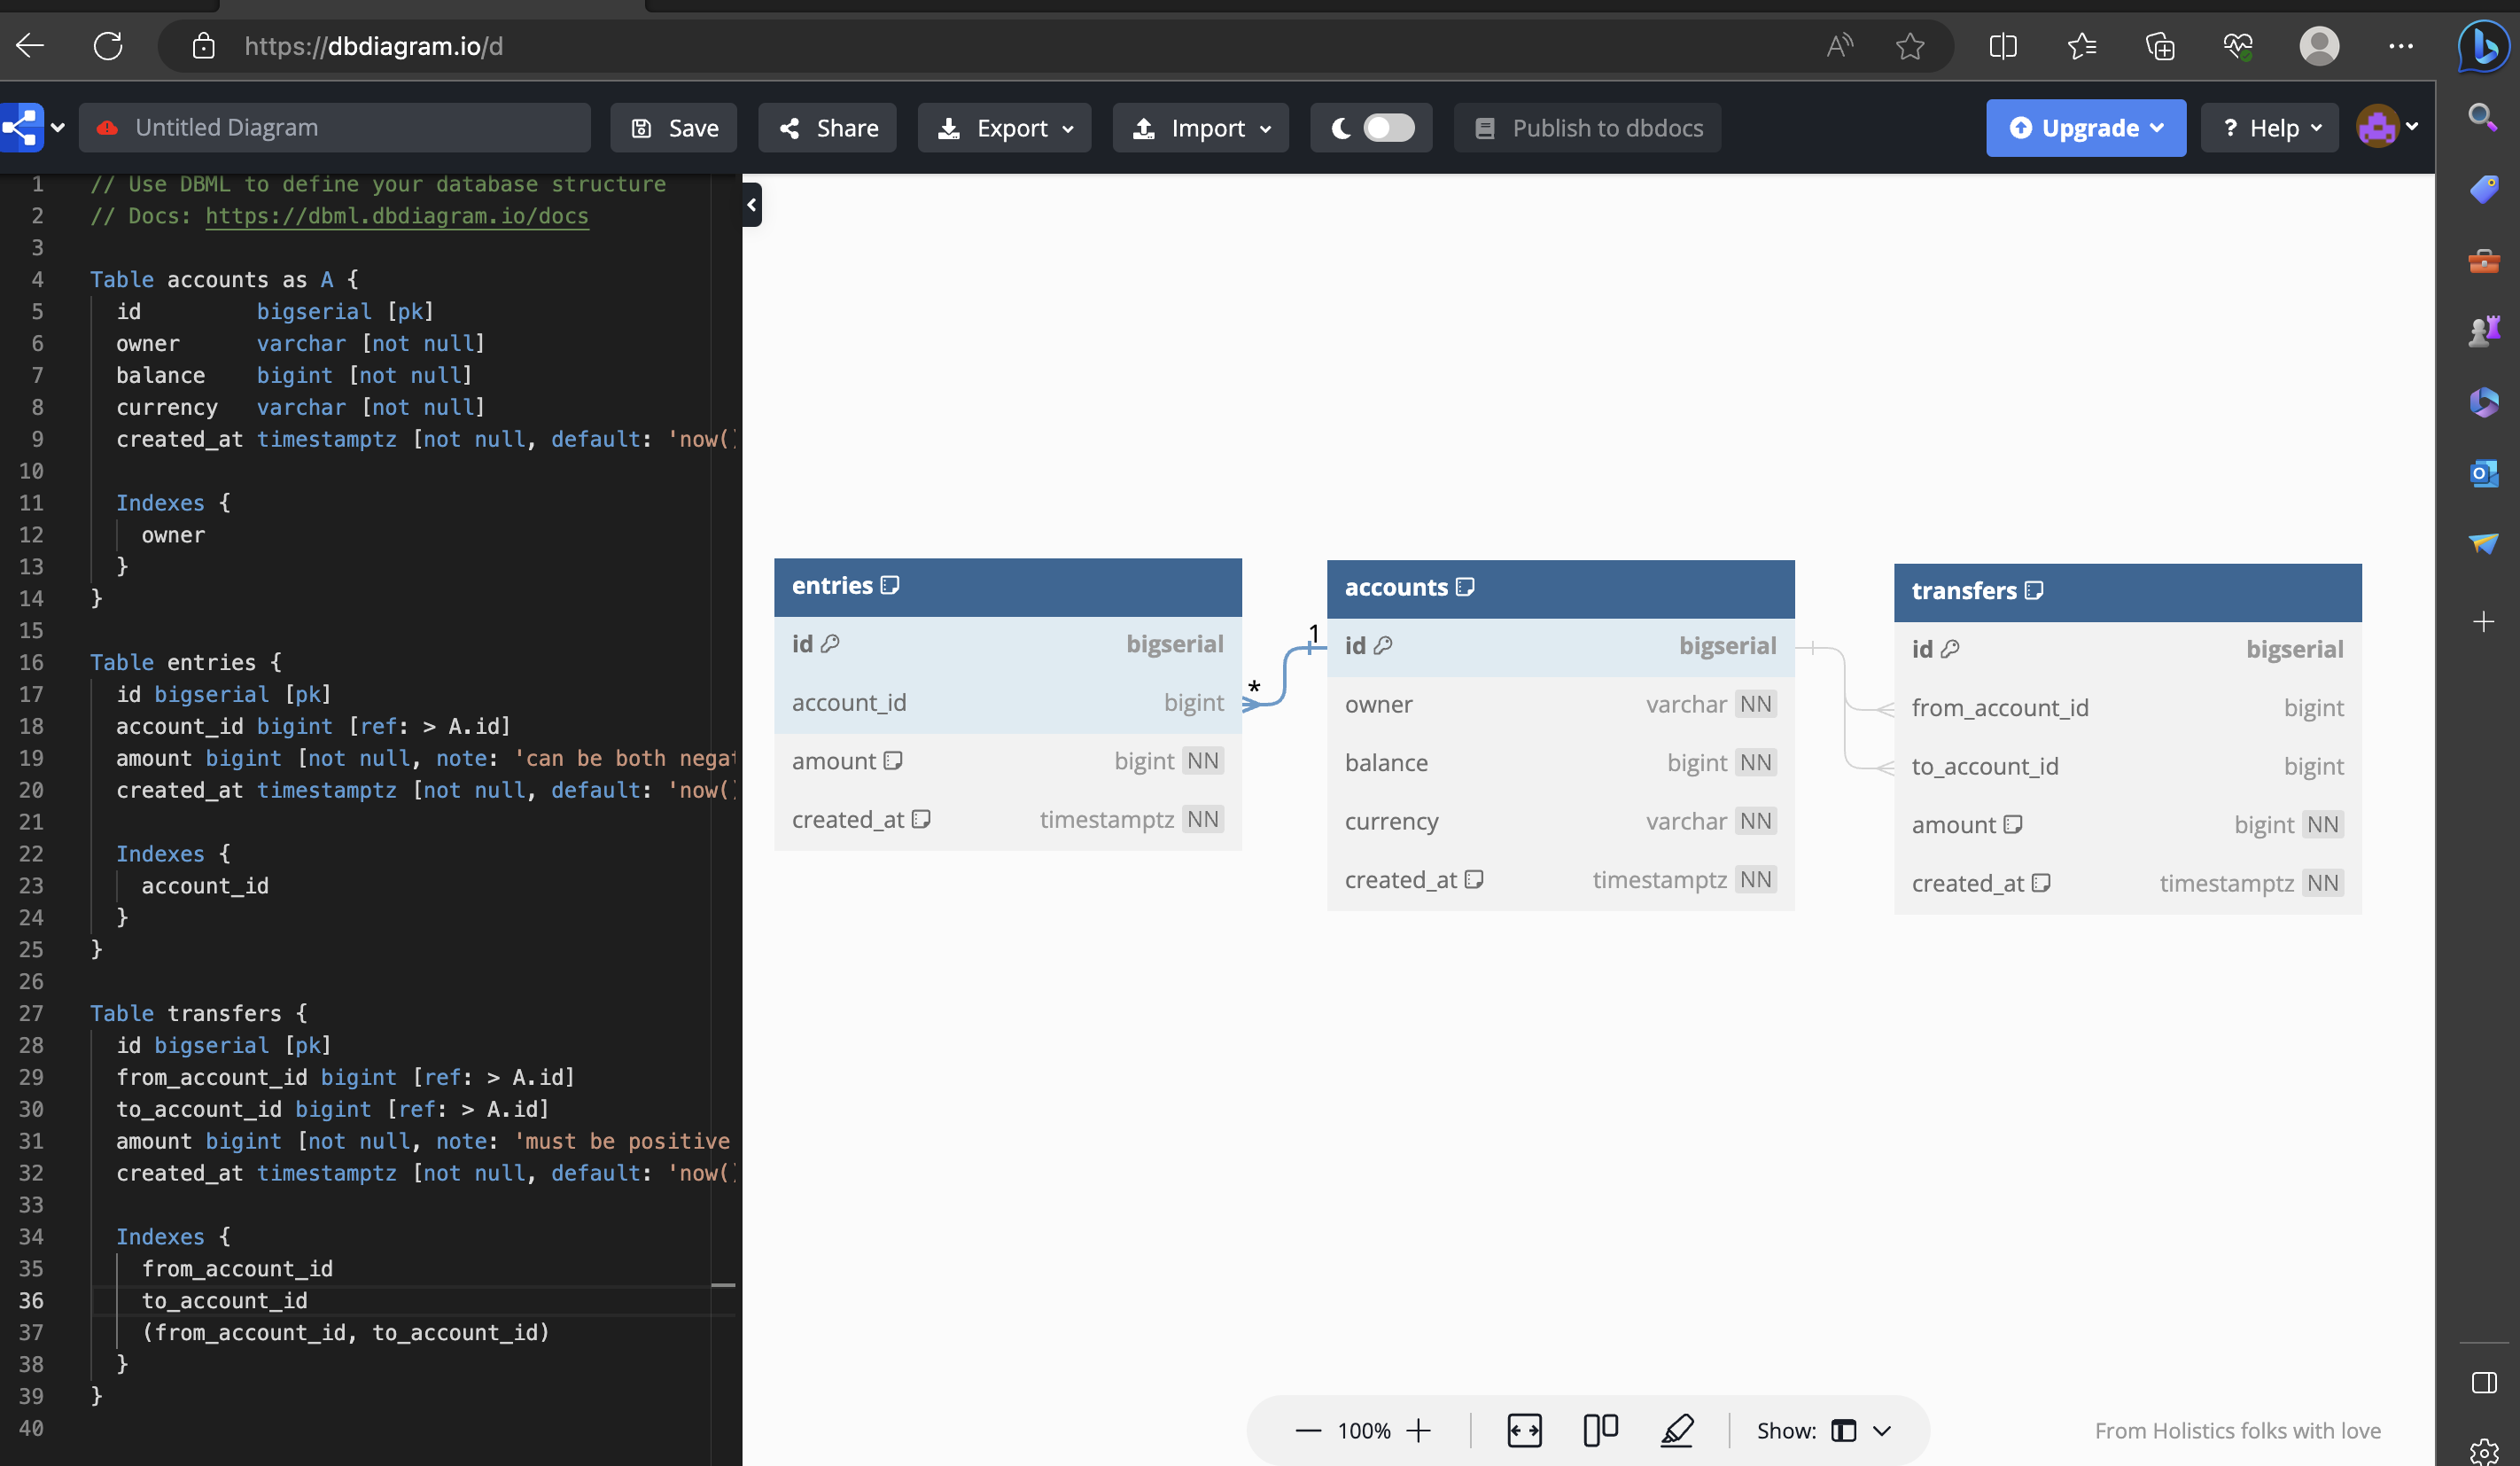 https://dbdiagram.io/d
Untitled Diagram
Save
Share
Export
Import
Publish to dbdocs
Upgrade
? Help
1 // Use DBML to define your database structure
2 // Docs: https://dbml.dbdiagram.io/docs
3
4 Table accounts as A {
5 id bigserial [pk]
6 owner varchar [not null]
7 balance bigint [not null]
8 currency varchar [not null]
9 created_at timestamptz [not null, default: 'now()
10
11 Indexes {
12 owner
13 }
14 }
15
16 Table entries {
17 id bigserial [pk]
18 account_id bigint [ref: > A.id]
19 amount bigint [not null, note: 'can be both negat
20 created_at timestamptz [not null, default: 'now()
21
22 Indexes {
23 account_id
24 }
25 }
26
27 Table transfers {
28 id bigserial [pk]
29 from_account_id bigint [ref: > A.id]
30 to_account_id bigint [ref: > A.id]
31 amount bigint [not null, note: 'must be positive
32 created_at timestamptz [not null, default: 'now()
33
34 Indexes {
35 from_account_id
36 to_account_id
37 (from_account_id, to_account_id)
38 }
39 }
40
entries
id bigserial
account_id bigint
amount bigint NN
created_at timestamptz NN
*
1
accounts
id bigserial
owner varchar NN
balance bigint NN
currency varchar NN
created_at timestamptz NN
transfers
id bigserial
from_account_id bigint
to_account_id bigint
amount bigint NN
created_at timestamptz NN
100%
Show:
From Holistics folks with love